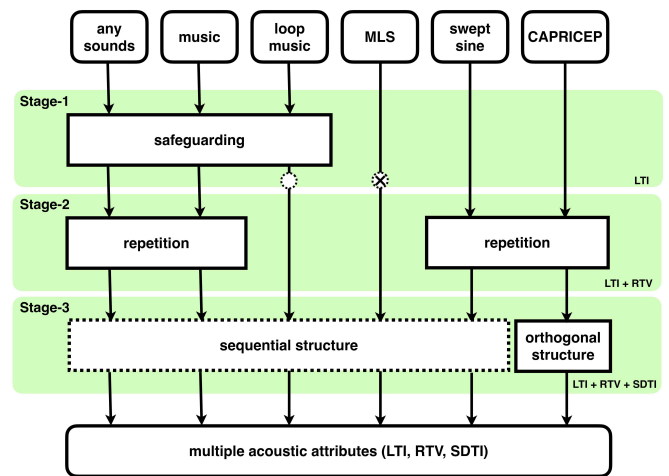 any
sounds
music
loop
music
MLS
swept
sine
CAPRICEP
Stage-1
safeguarding
LTI
Stage-2
repetition
repetition
LTI + RTV
Stage-3
sequential structure
orthogonal
structure
LTI + RTV + SDTI
multiple acoustic attributes (LTI, RTV, SDTI)